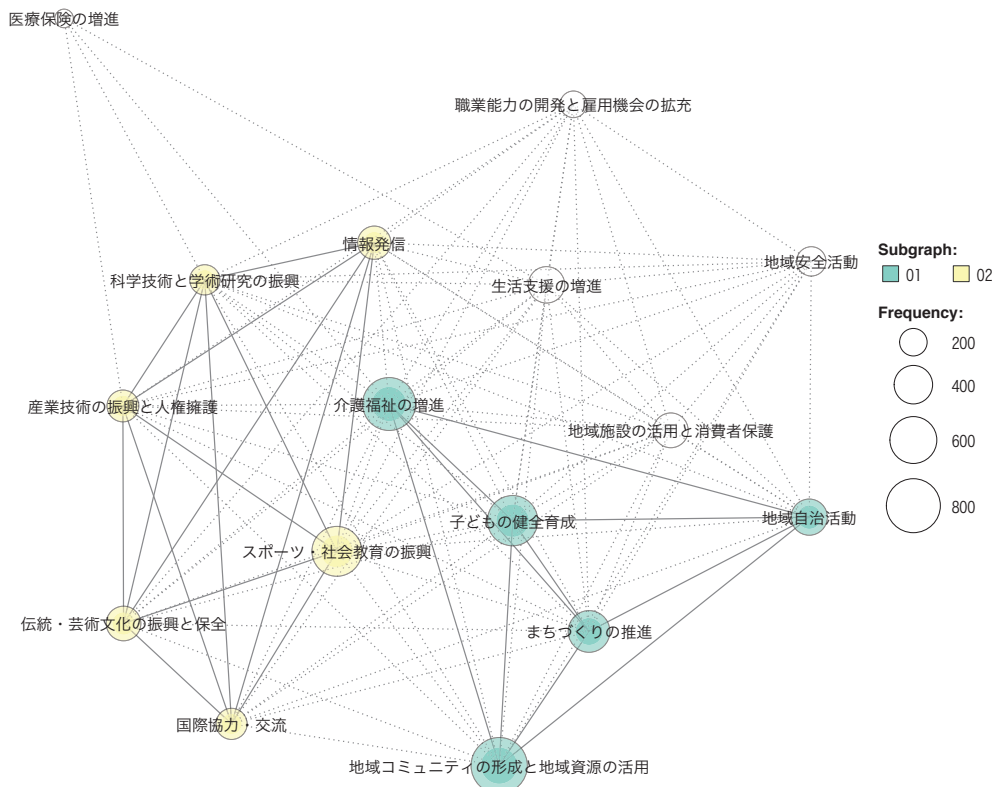 医療保険の増進
職業能力の開発と雇用機会の拡充
情報発信
地域安全活動
科学技術と学術研究の振興
生活支援の増進
産業技術の振興と人権擁護
介護福祉の増進
地域施設の活用と消費者保護
子どもの健全育成
地域自治活動
スポーツ・社会教育の振興
伝統・芸術文化の振興と保全
まちづくりの推進
国際協力・交流
地域コミュニティの形成と地域資源の活用
Subgraph:
01 02
Frequency:
200
400
600
800